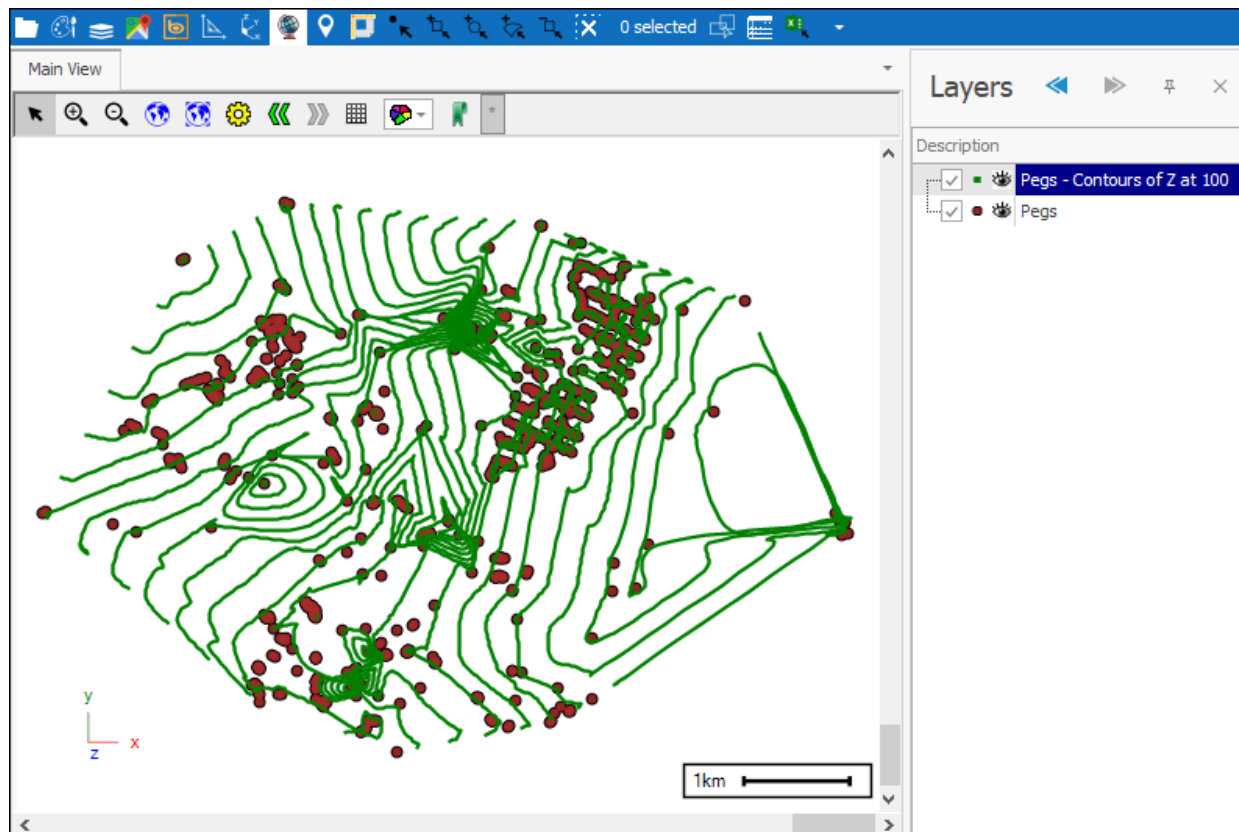 0 selected
Main View
Layers
Description
Pegs - Contours of Z at 100
Pegs
y
x
z
1km